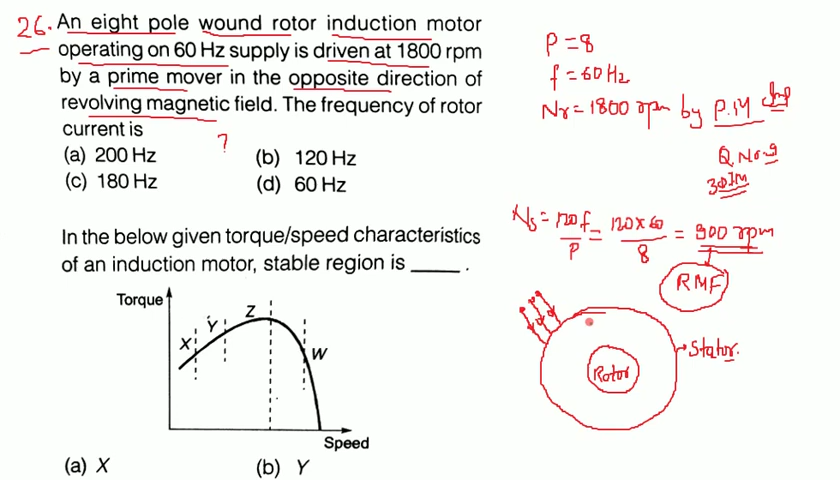 26. An eight pole wound rotor induction motor
operating on 60 Hz supply is driven at 1800 rpm
by a prime mover in the opposite direction of
revolving magnetic field. The frequency of rotor
current is
?
(a) 200 Hz (b) 120 Hz
(c) 180 Hz (d) 60 Hz
In the below given torque/speed characteristics
of an induction motor, stable region is ____ .
Torque
X Y Z W
Speed
(a) X (b) Y
P = 8
f = 60 Hz
Nr = 1800 rpm by P.M
Q. No-9
3ΦIM
Ns = 120f/P = 120×60/8 = 900 rpm
RMF
Stator.
Rotor